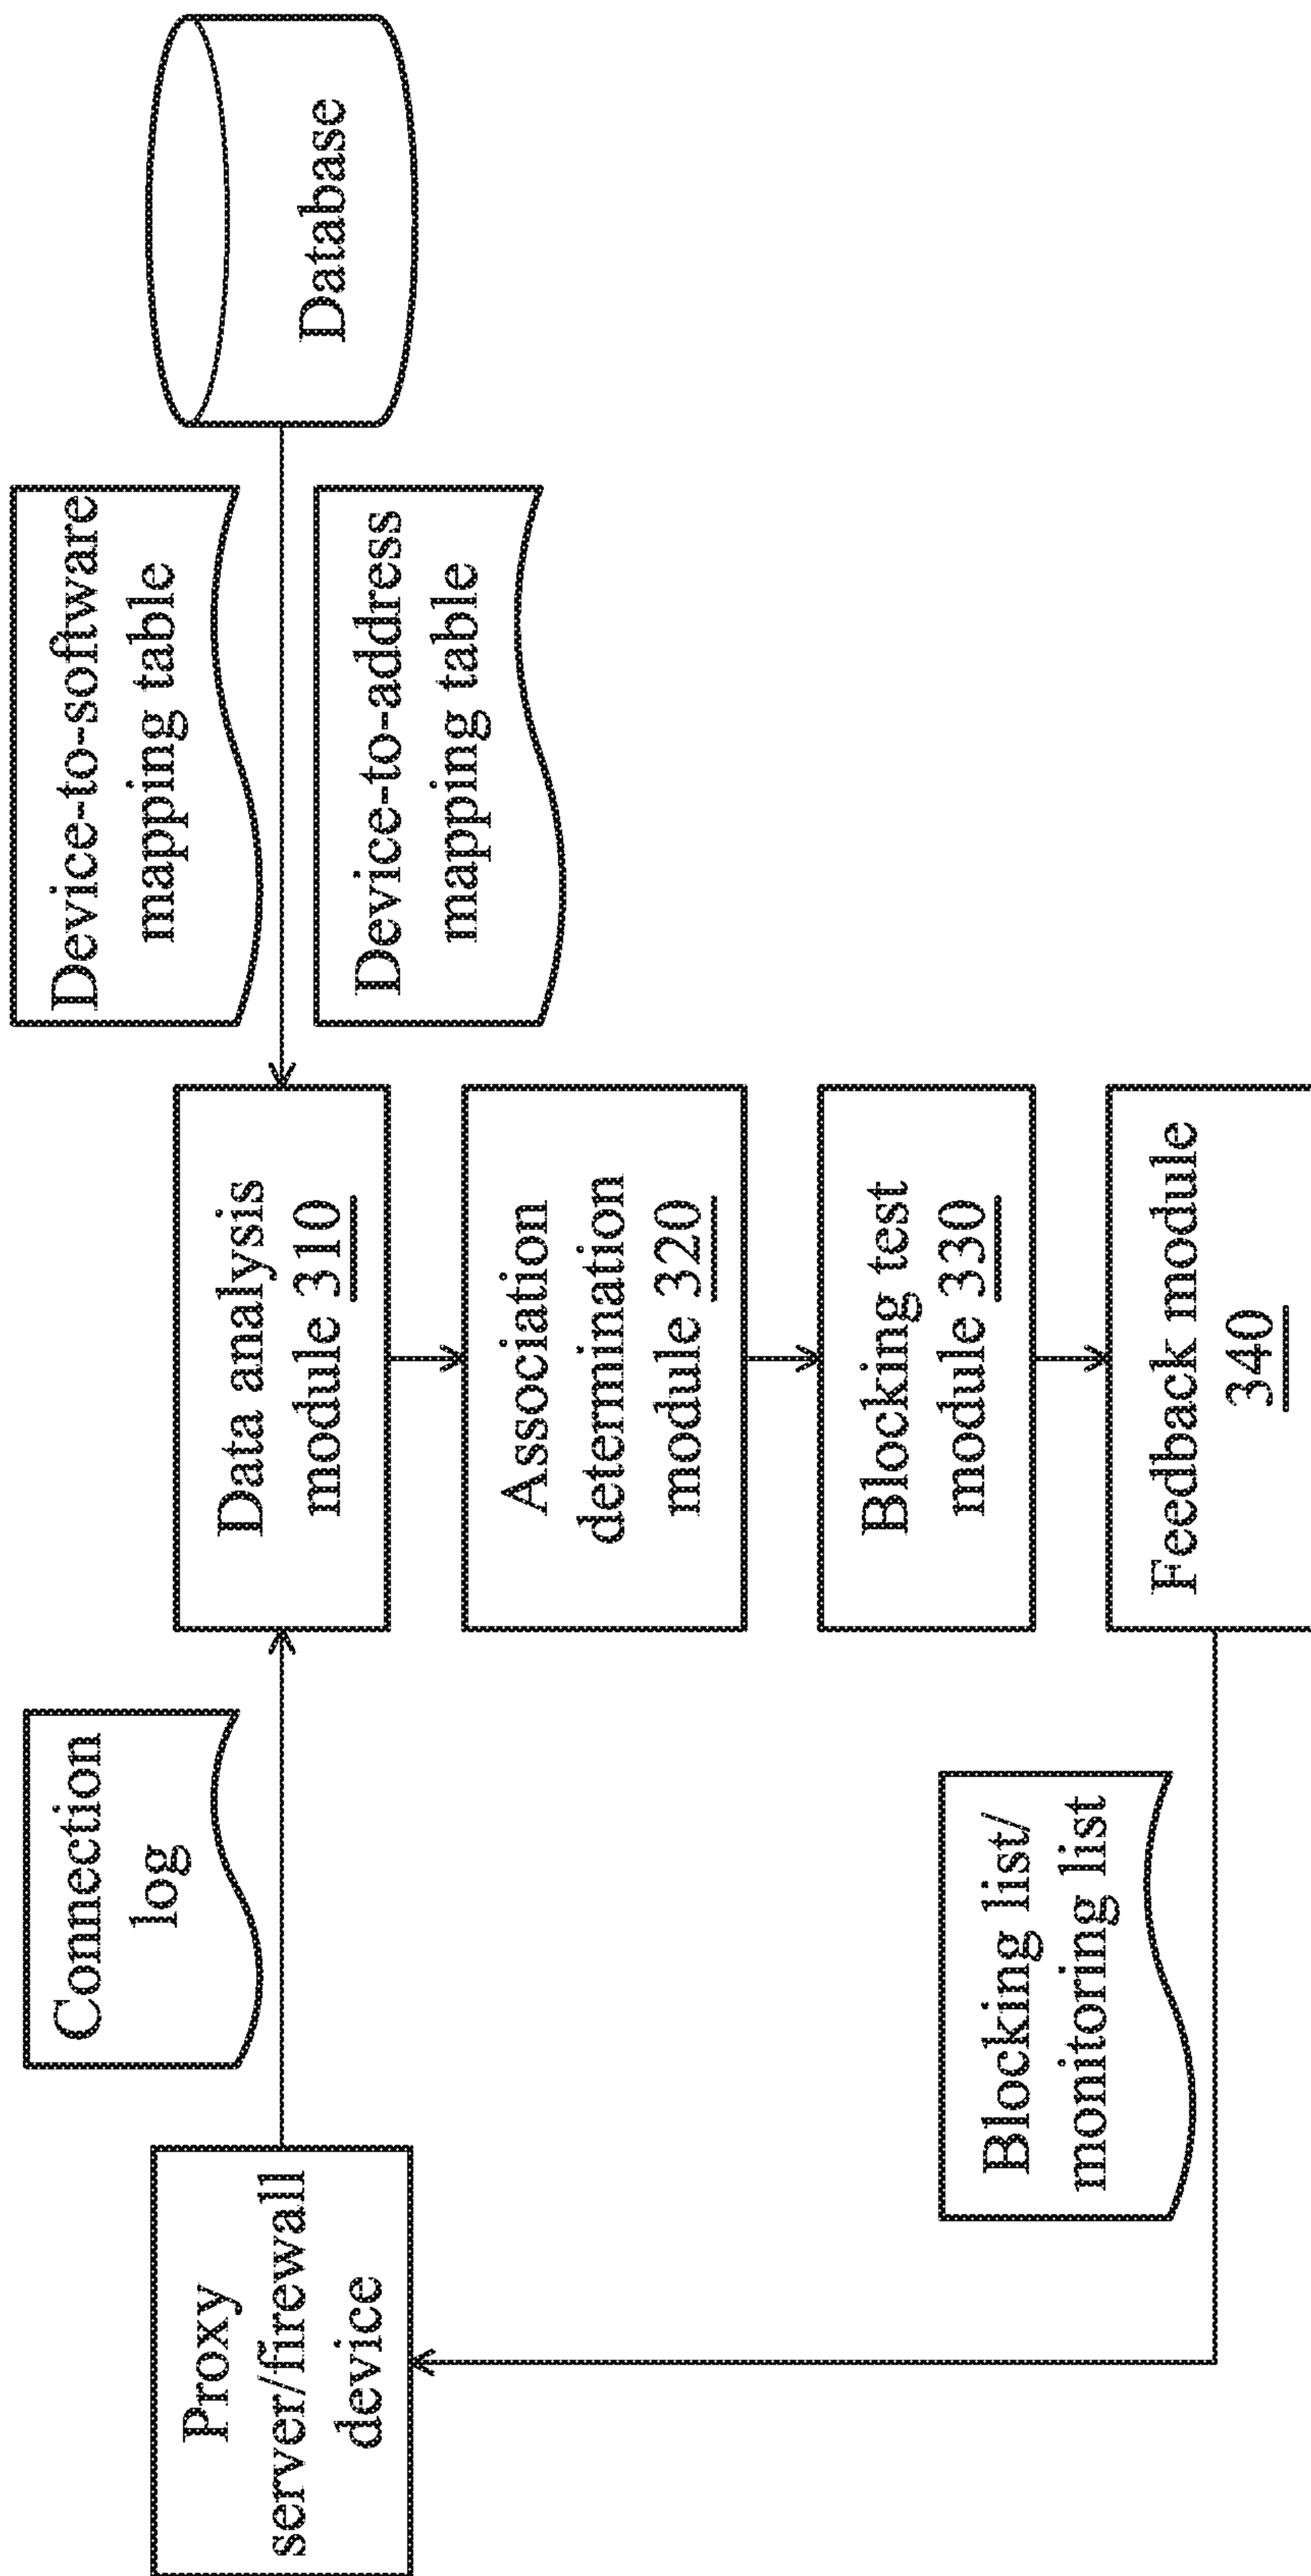 Connection
log
Device-to-software
mapping table
Proxy
server/firewall
device
Data analysis
module 310
Database
Device-to-address
mapping table
Association
determination
module 320
Blocking test
module 330
Blocking list/
monitoring list
Feedback module
340